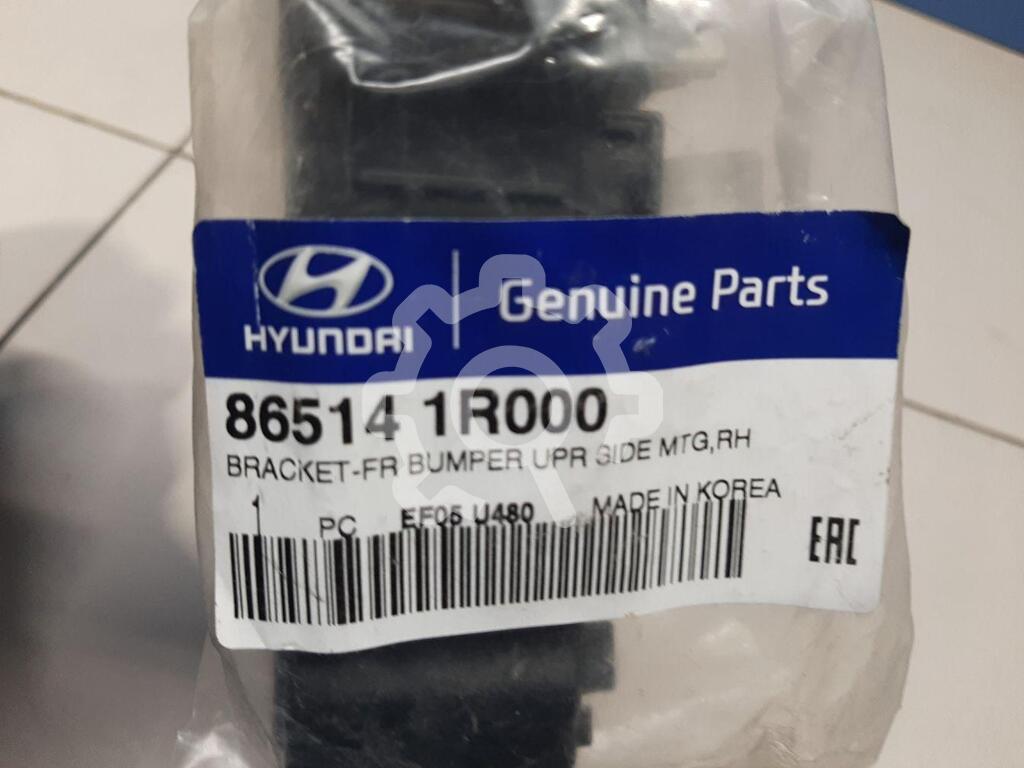 HYUNDAI
Genuine Parts
86514 1R000
BRACKET-FR BUMPER UPR SIDE MTG,RH
1 PC EF05 U480 MADE IN KOREA
EAC